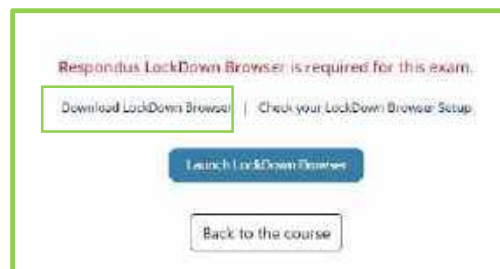 Respondus LockDown Browser is required for this exam.
Download LockDown Browser | Check your LockDown Browser Setup
Launch LockDown Browser
Back to the course